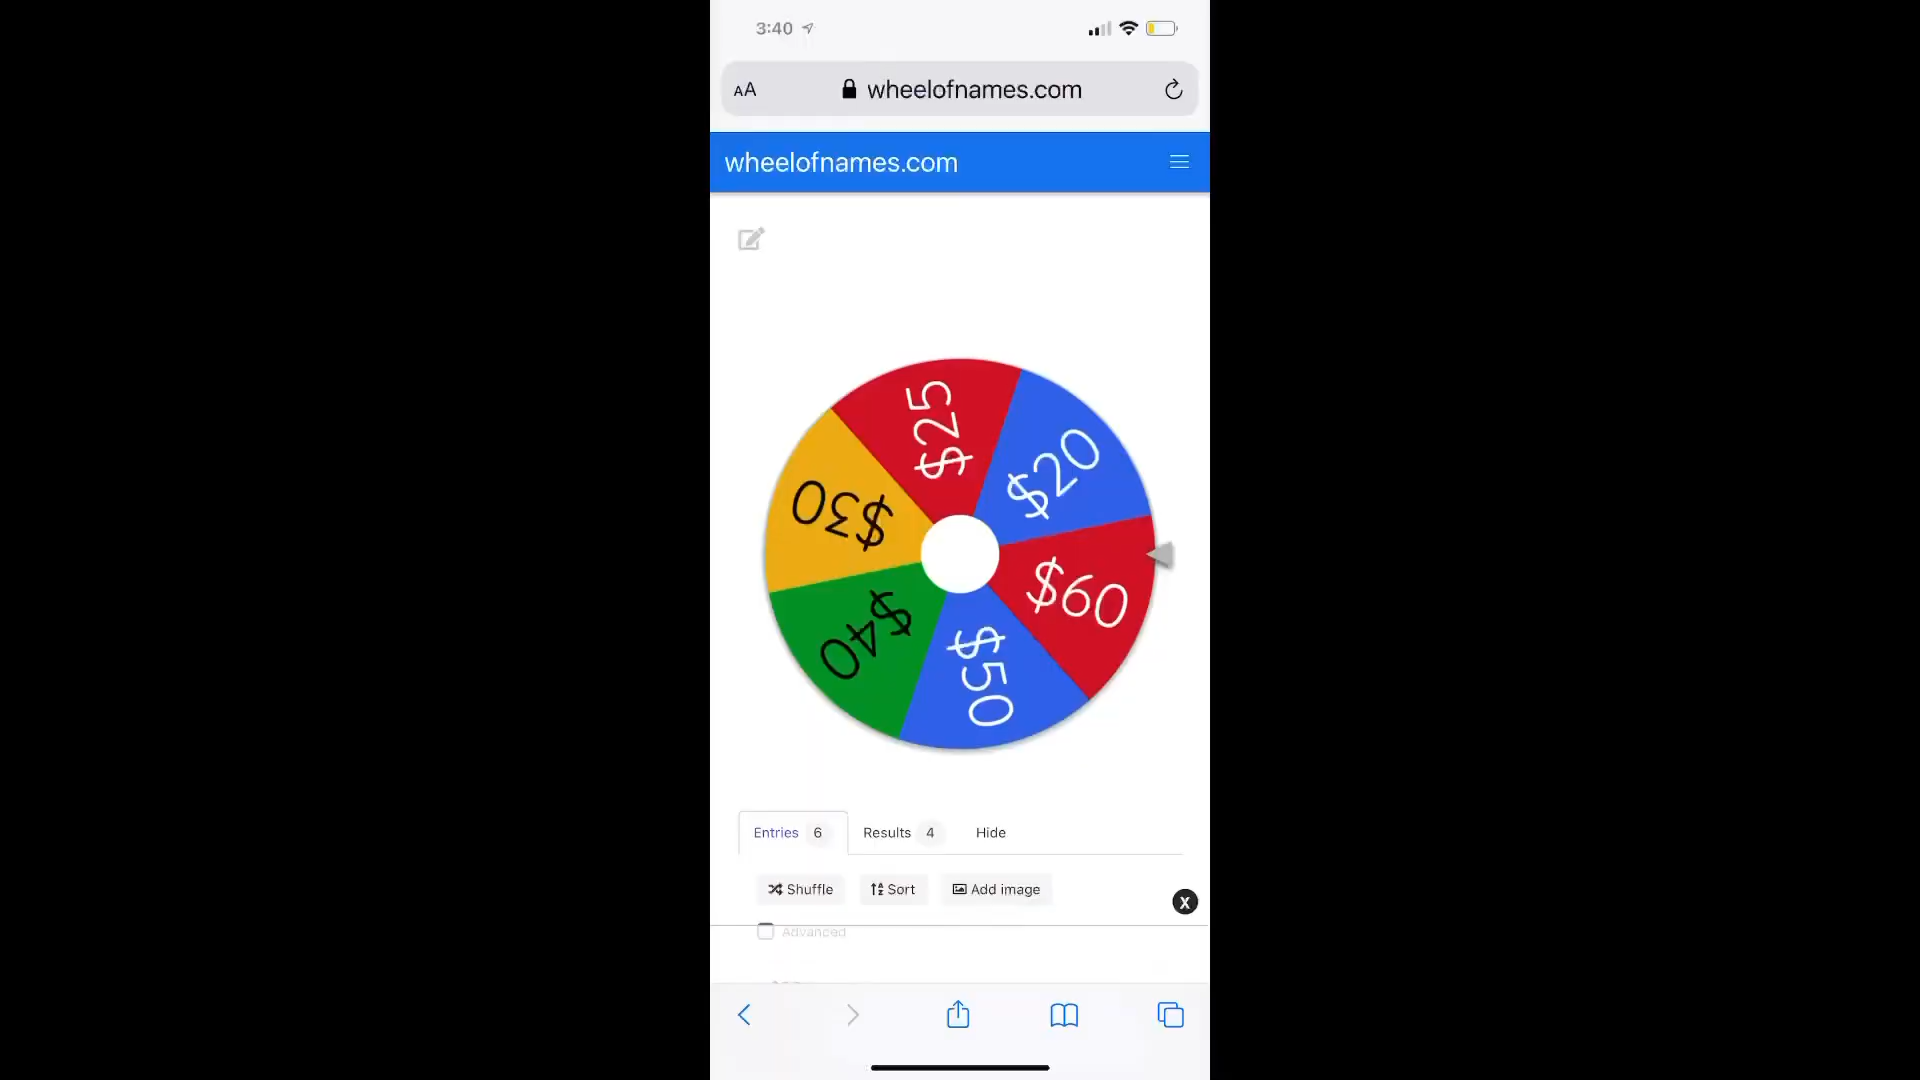 3:40
AA wheelofnames.com
wheelofnames.com
$25
$20
$30
$60
$40
$50
Entries 6 Results 4 Hide
Shuffle Sort Add image
X
Advanced